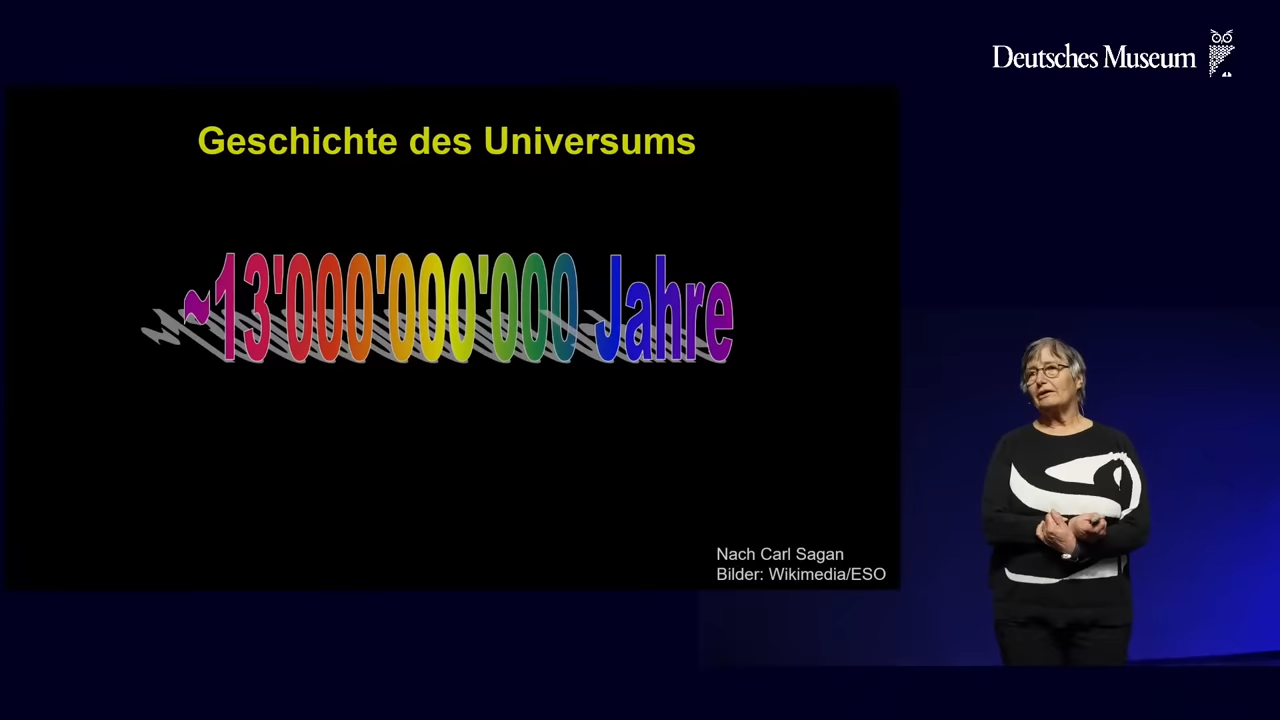 Deutsches Museum
Geschichte des Universums
~13'000'000'000 Jahre
Nach Carl Sagan
Bilder: Wikimedia/ESO